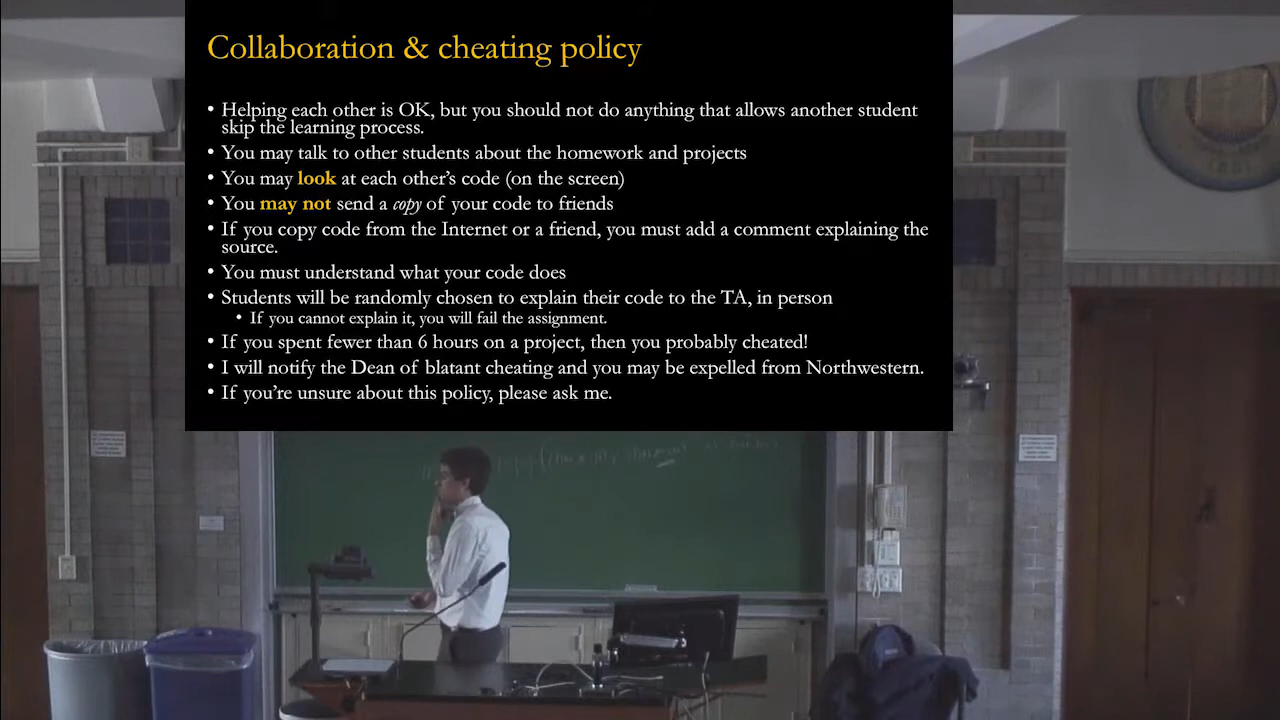 Collaboration & cheating policy
• Helping each other is OK, but you should not do anything that allows another student
skip the learning process.
• You may talk to other students about the homework and projects
• You may look at each other's code (on the screen)
• You may not send a copy of your code to friends
• If you copy code from the Internet or a friend, you must add a comment explaining the
source.
• You must understand what your code does
• Students will be randomly chosen to explain their code to the TA, in person
• If you cannot explain it, you will fail the assignment.
• If you spent fewer than 6 hours on a project, then you probably cheated!
• I will notify the Dean of blatant cheating and you may be expelled from Northwestern.
• If you're unsure about this policy, please ask me.